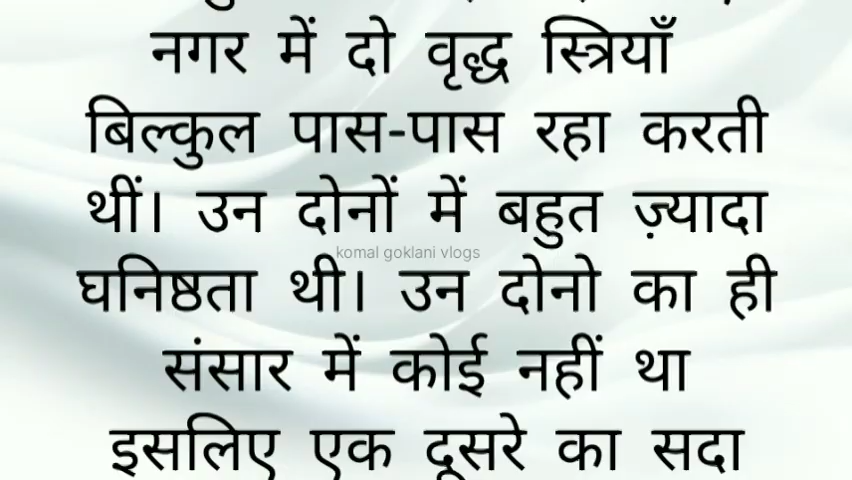 नगर में दो वृद्ध स्त्रियाँ
बिल्कुल पास-पास रहा करती
थीं। उन दोनों में बहुत ज़्यादा
komal goklani vlogs
घनिष्ठता थी। उन दोनो का ही
संसार में कोई नहीं था
इसलिए एक दूसरे का सदा